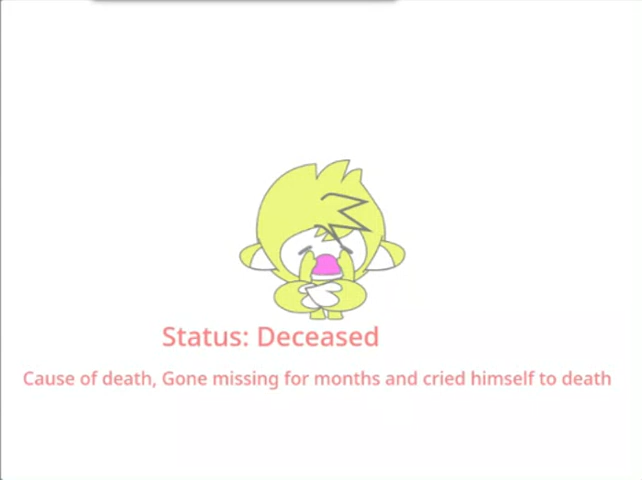 Status: Deceased
Cause of death, Gone missing for months and cried himself to death